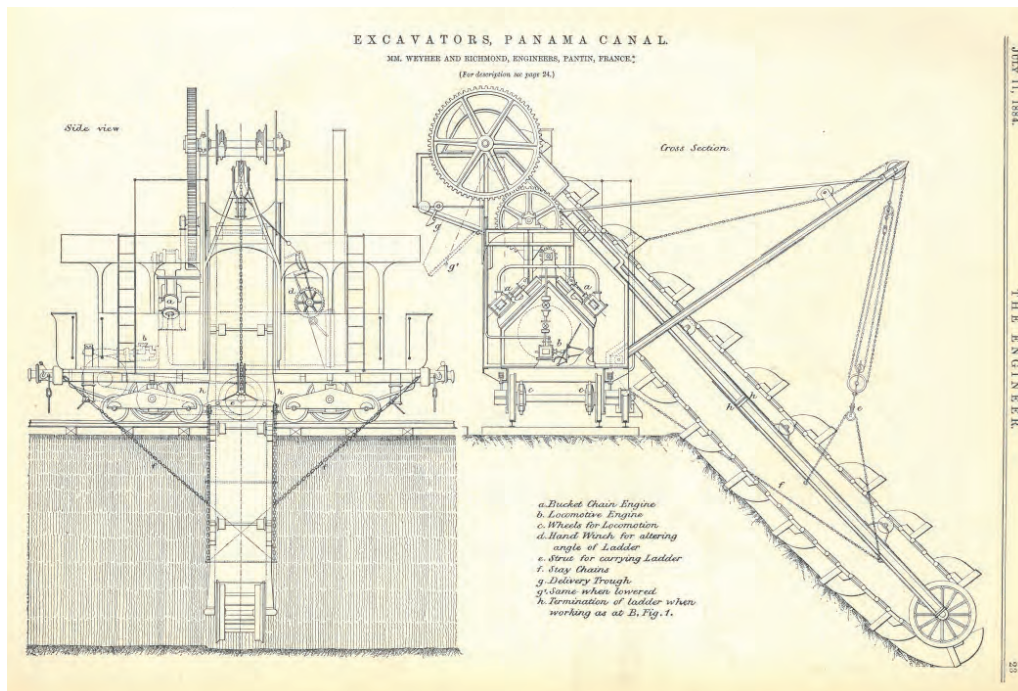 EXCAVATORS, PANAMA CANAL.
MM. WEYHER AND RICHMOND, ENGINEERS, PANTIN, FRANCE.
(For description see page 24.)
Side view
Cross Section.
a. Bucket Chain Engine
b. Locomotive Engine
c. Wheels for Locomotion
d. Hand Winch for altering
angle of Ladder
e. Strut for carrying Ladder
f. Stay Chains
g. Delivery Trough
g'. Same when lowered
h. Termination of ladder when
working as at B, Fig. 1.
JULY 11, 1884.
THE ENGINEER.
23
a
b
d
h
h
f
f
g
g'
a
a
b
c
c
h
h
e
f